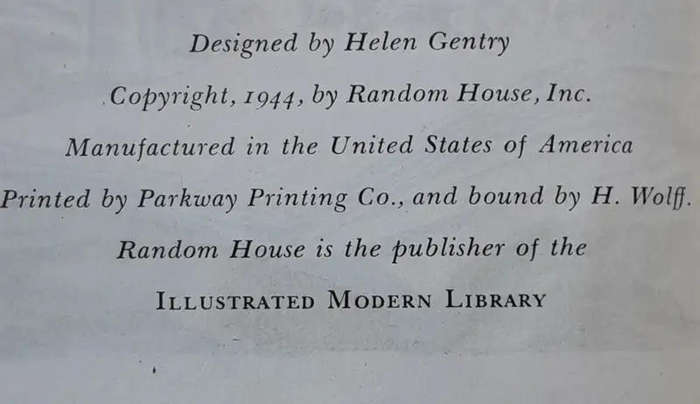 Designed by Helen Gentry
Copyright, 1944, by Random House, Inc.
Manufactured in the United States of America
Printed by Parkway Printing Co., and bound by H. Wolff.
Random House is the publisher of the
ILLUSTRATED MODERN LIBRARY